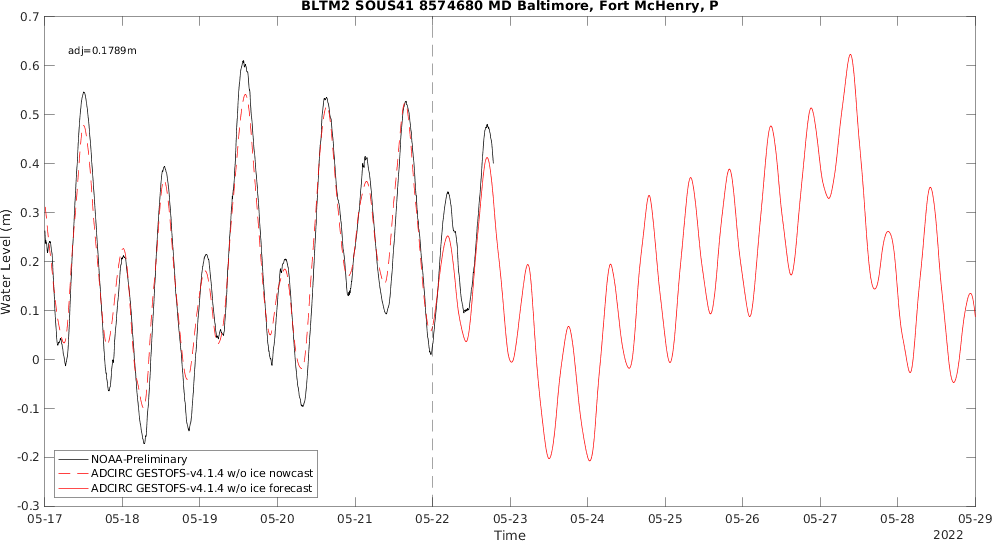 BLTM2 SOUS41 8574680 MD Baltimore, Fort McHenry, P
adj=0.1789m
Water Level (m)
0.7
0.6
0.5
0.4
0.3
0.2
0.1
0
-0.1
-0.2
-0.3
NOAA-Preliminary
ADCIRC GESTOFS-v4.1.4 w/o ice nowcast
ADCIRC GESTOFS-v4.1.4 w/o ice forecast
05-17 05-18 05-19 05-20 05-21 05-22 05-23 05-24 05-25 05-26 05-27 05-28 05-29
Time
2022